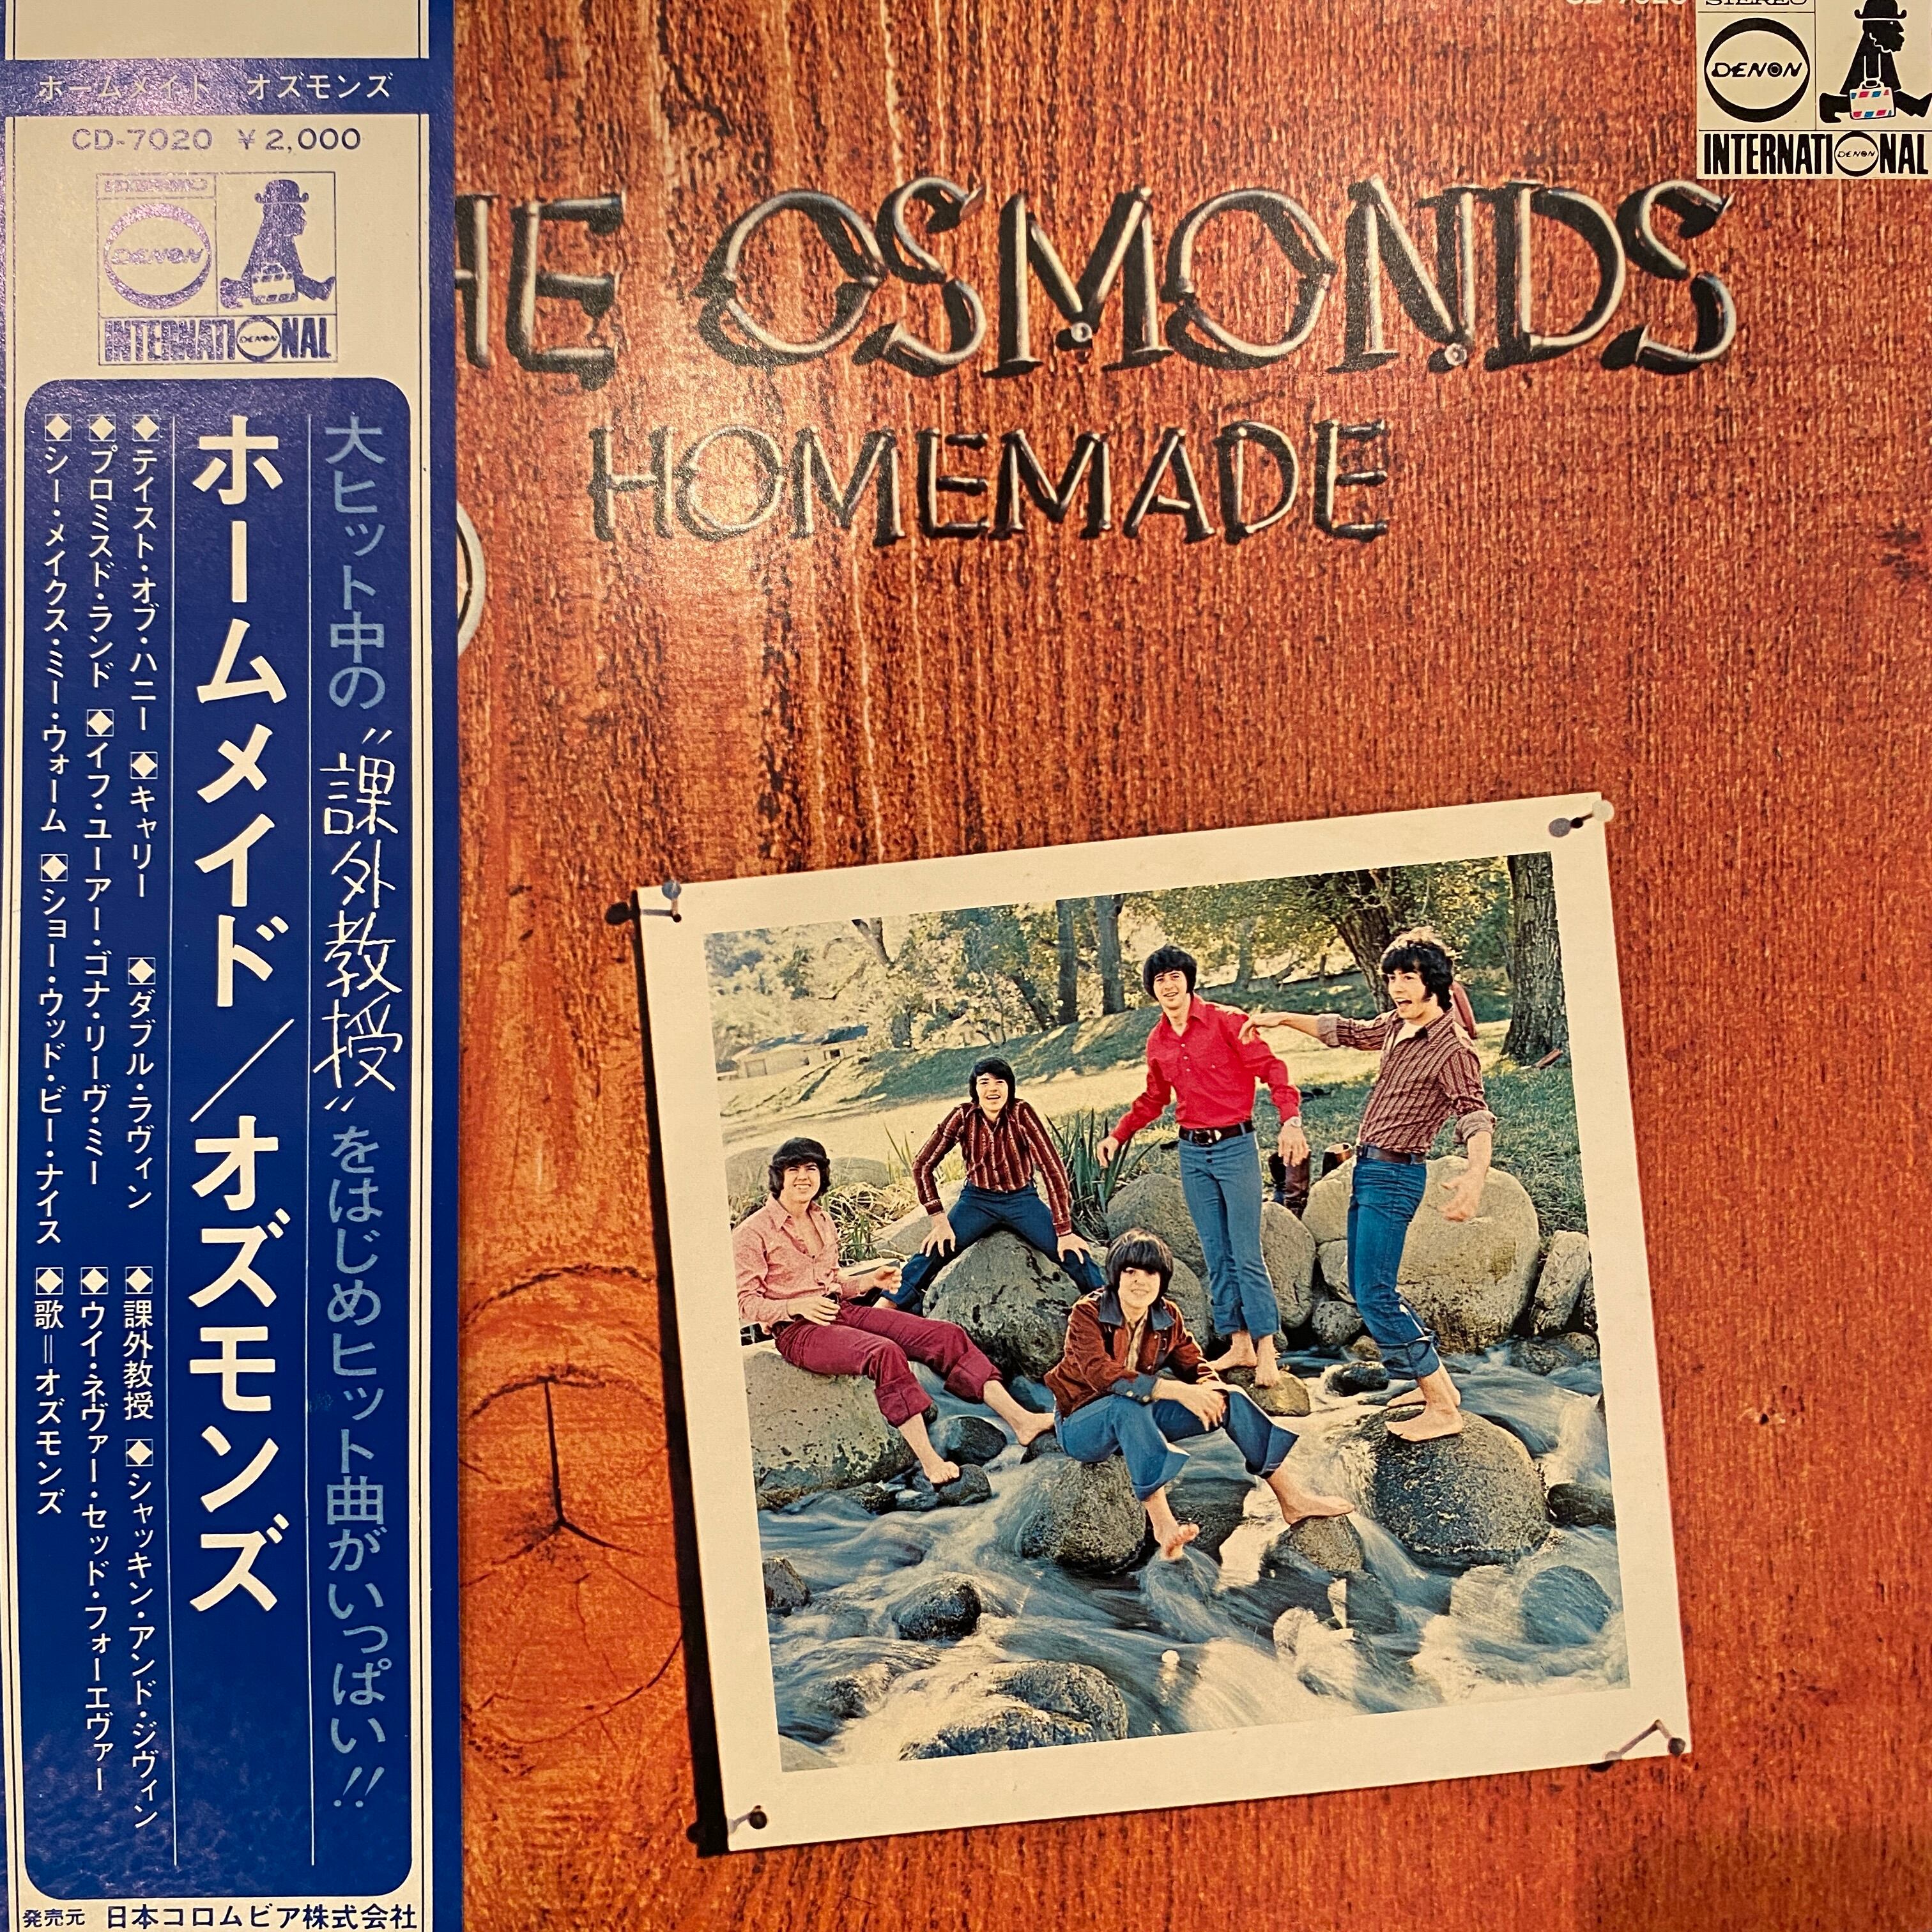 ホームメイド オズモンズ
CD-7020 ¥2,000
DENON
INTERNATIONAL
DENON
大ヒット中の〝課外教授〟をはじめヒット曲がいっぱい!!
ホームメイド/オズモンズ
◆テイスト・オブ・ハニー ◆キャリー ◆ダブル・ラヴィン ◆課外教授 ◆シャッキン・アンド・ジヴィン
◆プロミスド・ランド ◆イフ・ユーアー・ゴナ・リーヴ・ミー ◆ウイ・ネヴァー・セッド・フォーエヴァー
◆シー・メイクス・ミー・ウォーム ◆ショー・ウッド・ビー・ナイス ◆歌=オズモンズ
発売元 日本コロムビア株式会社
CD-7020
STEREO
DENON
INTERNATIONAL
DENON
HE OSMONDS
HOMEMADE